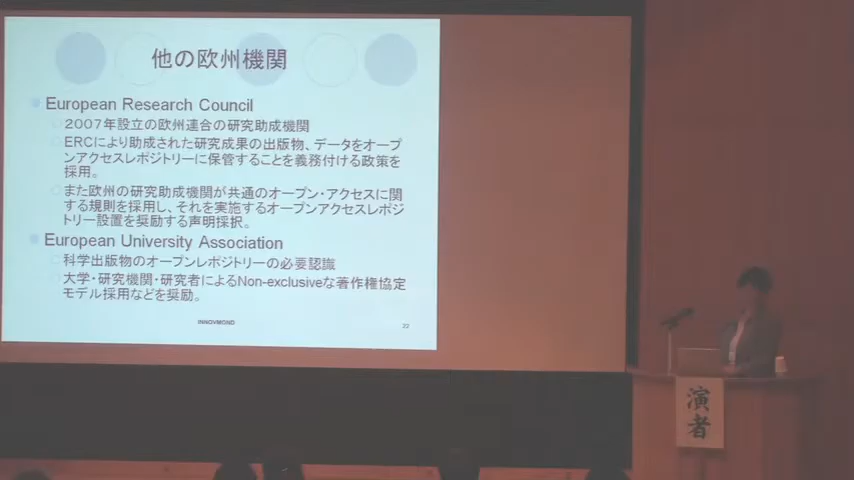 他の欧州機関
European Research Council
2007年設立の欧州連合の研究助成機関
ERCにより助成された研究成果の出版物、データをオープ
ンアクセスレポジトリーに保管することを義務付ける政策を
採用。
また欧州の研究助成機関が共通のオープン・アクセスに関
する規則を採用し、それを実施するオープンアクセスレポジ
トリー設置を奨励する声明採択。
European University Association
科学出版物のオープンレポジトリーの必要認識
大学・研究機関・研究者によるNon-exclusiveな著作権協定
モデル採用などを奨励。
INNOVMOND
22
演者